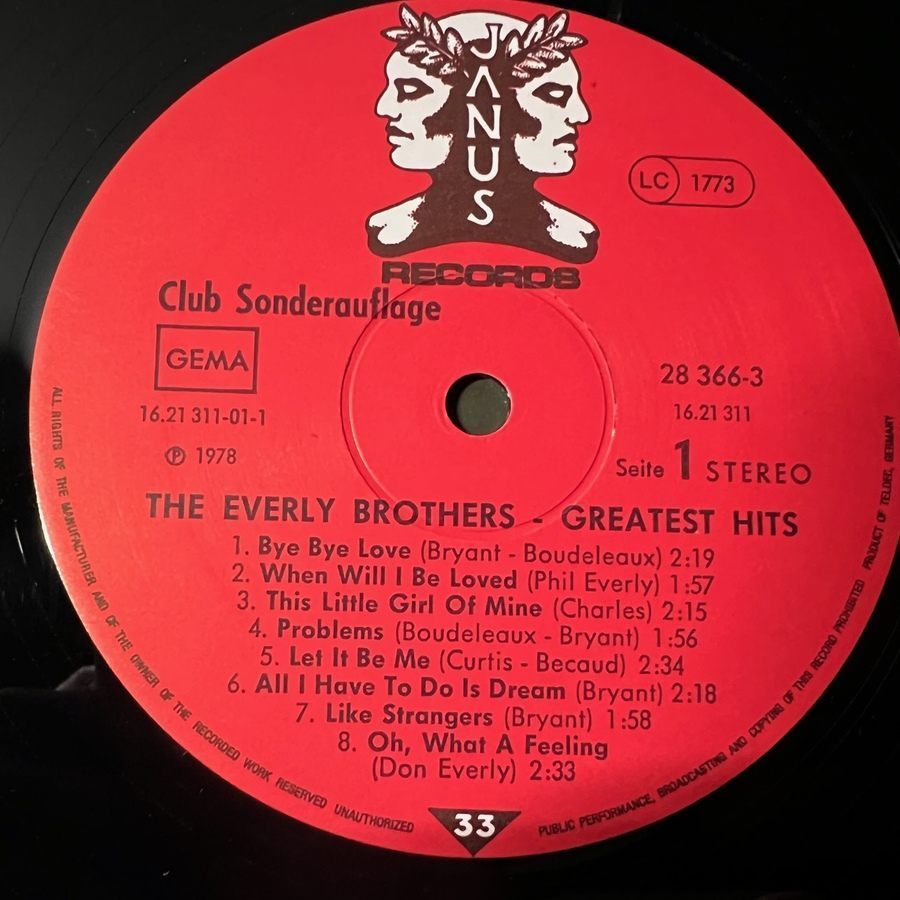 JANUS
RECORDS
LC 1773
Club Sonderauflage
GEMA
28 366-3
16.21 311-01-1
16.21 311
℗ 1978
Seite 1 STEREO
THE EVERLY BROTHERS - GREATEST HITS
1. Bye Bye Love (Bryant - Boudeleaux) 2:19
2. When Will I Be Loved (Phil Everly) 1:57
3. This Little Girl Of Mine (Charles) 2:15
4. Problems (Boudeleaux - Bryant) 1:56
5. Let It Be Me (Curtis - Becaud) 2:34
6. All I Have To Do Is Dream (Bryant) 2:18
7. Like Strangers (Bryant) 1:58
8. Oh, What A Feeling
(Don Everly) 2:33
33
ALL RIGHTS OF THE MANUFACTURER AND OF THE OWNER OF THE RECORDED WORK RESERVED UNAUTHORIZED
PUBLIC PERFORMANCE, BROADCASTING AND COPYING OF THIS RECORD PROHIBITED PRODUCT OF TELDEC, GERMANY